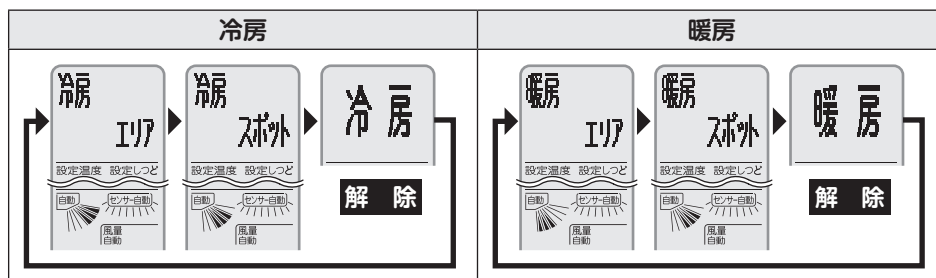 冷房
暖房
冷房
エリア
設定温度 設定しつど
自動
センサー自動
風量
自動
冷房
スポット
設定温度 設定しつど
自動
センサー自動
風量
自動
冷房
解除
暖房
エリア
設定温度 設定しつど
自動
センサー自動
風量
自動
暖房
スポット
設定温度 設定しつど
自動
センサー自動
風量
自動
暖房
解除